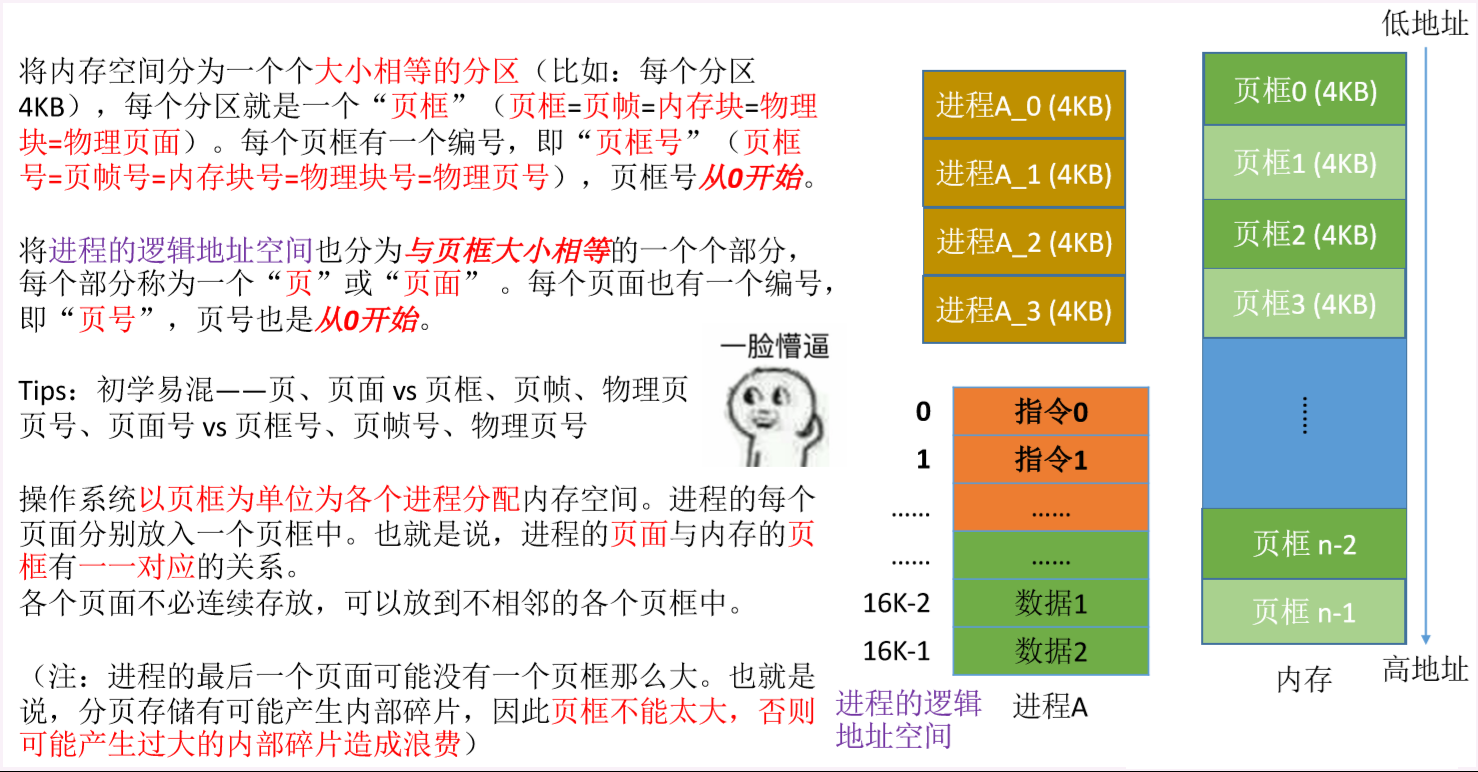 将内存空间分为一个个大小相等的分区（比如：每个分区
4KB），每个分区就是一个“页框”（页框=页帧=内存块=物理
块=物理页面）。每个页框有一个编号，即“页框号”（页框
号=页帧号=内存块号=物理块号=物理页号），页框号从0开始。
将进程的逻辑地址空间也分为与页框大小相等的一个个部分，
每个部分称为一个“页”或“页面” 。每个页面也有一个编号，
即“页号”，页号也是从0开始。
一脸懵逼
Tips：初学易混——页、页面 vs 页框、页帧、物理页
页号、页面号 vs 页框号、页帧号、物理页号
操作系统以页框为单位为各个进程分配内存空间。进程的每个
页面分别放入一个页框中。也就是说，进程的页面与内存的页
框有一一对应的关系。
各个页面不必连续存放，可以放到不相邻的各个页框中。
（注：进程的最后一个页面可能没有一个页框那么大。也就是
说，分页存储有可能产生内部碎片，因此页框不能太大，否则
可能产生过大的内部碎片造成浪费）
进程A_0 (4KB)
进程A_1 (4KB)
进程A_2 (4KB)
进程A_3 (4KB)
0 指令0
1 指令1
…… ……
…… ……
16K-2 数据1
16K-1 数据2
进程的逻辑
地址空间
进程A
低地址
页框0 (4KB)
页框1 (4KB)
页框2 (4KB)
页框3 (4KB)
……
页框 n-2
页框 n-1
内存
高地址